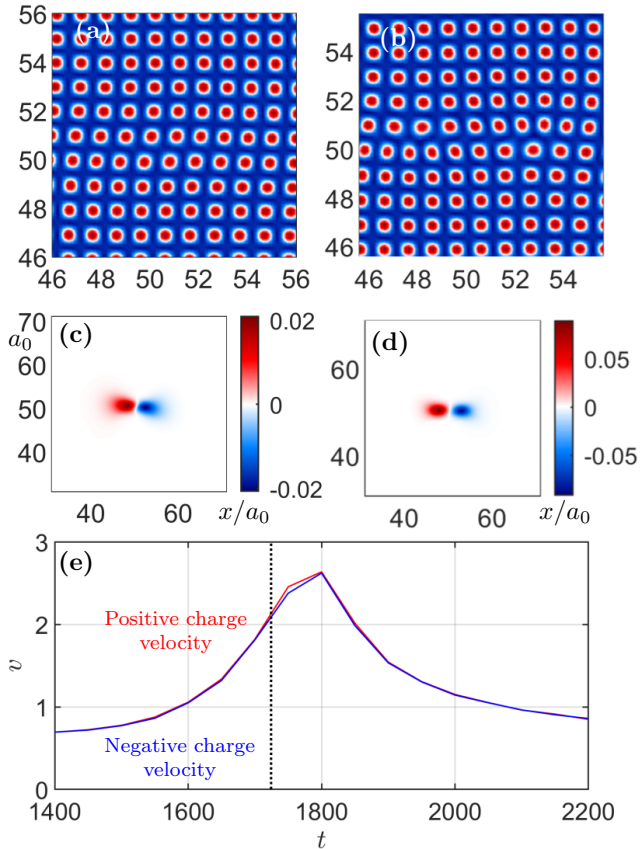 (a)
56
54
52
50
48
46
46 48 50 52 54 56
(b)
54
52
50
48
46
46 48 50 52 54
(c)
70
a₀
60
50
40
40 60 x/a₀
0.02
0
-0.02
(d)
60
40
40 60 x/a₀
0.05
0
-0.05
(e)
3
2
1
0
v
Positive charge
velocity
Negative charge
velocity
1400 1600 1800 2000 2200
t